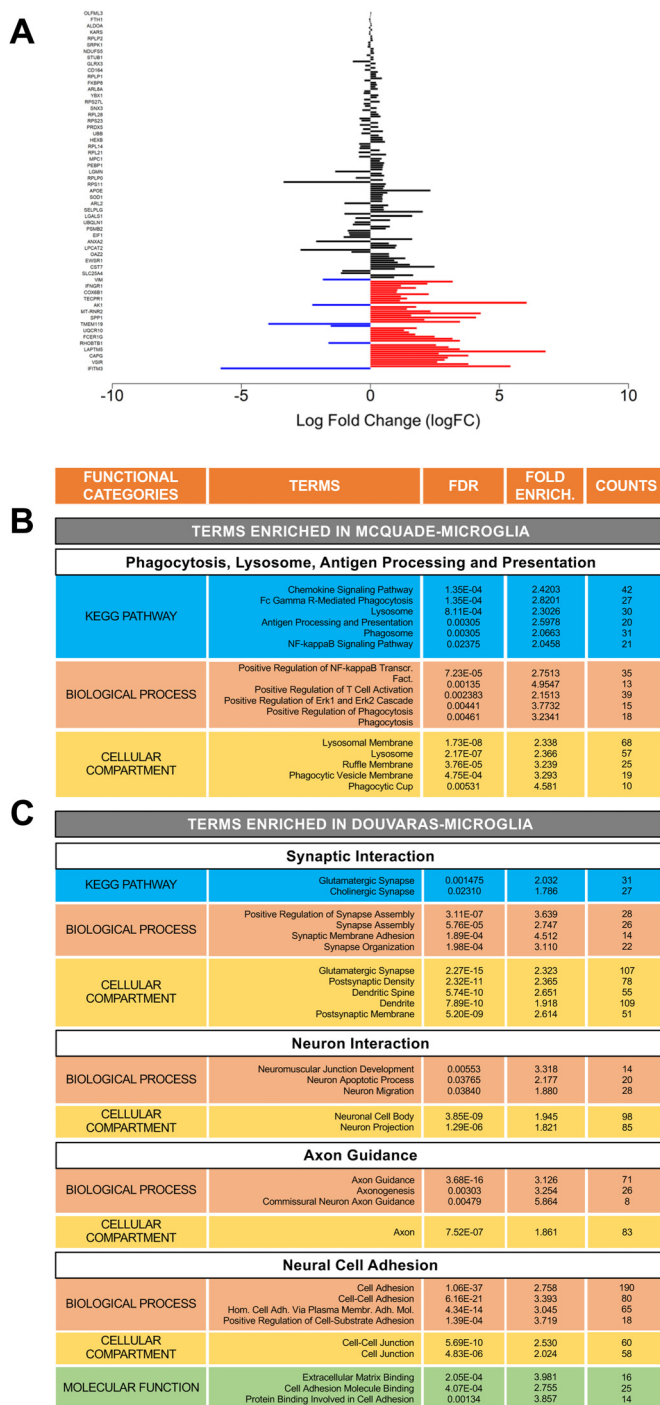 A
OLPML3
FTH1
ALDOA
KARS
RPLP2
SRPK1
NDUFS5
STUB1
GLRX3
CD164
RPLP1
FKBP8
ARL8A
YBX1
RPS27L
SNX3
RPL28
RPS23
PRDX5
UBB
HEXB
RPL14
RPL21
MPC1
PEBP1
LGMN
RPLP0
RPS11
APOE
SOD1
ARL2
SELPLG
LGALS1
UBQLN1
PSMB2
EIF1
ANXA2
LPCAT2
OAZ2
EWSR1
CST7
SLC25A4
VIM
IFNGR1
COX6B1
TECPR1
AK1
MT-RNR2
SPP1
TMEM119
UQCR10
FCER1G
RHOBTB1
LAPTM5
CAPG
VSIR
IFITM3
-10 -5 0 5 10
Log Fold Change (logFC)
FUNCTIONAL CATEGORIES TERMS FDR FOLD ENRICH. COUNTS
B
TERMS ENRICHED IN MCQUADE-MICROGLIA
Phagocytosis, Lysosome, Antigen Processing and Presentation
KEGG PATHWAY
Chemokine Signaling Pathway 1.35E-04 2.4203 42
Fc Gamma R-Mediated Phagocytosis 1.35E-04 2.8201 27
Lysosome 8.11E-04 2.3026 30
Antigen Processing and Presentation 0.00305 2.5978 20
Phagosome 0.00305 2.0663 31
NF-kappaB Signaling Pathway 0.02375 2.0458 21
BIOLOGICAL PROCESS
Positive Regulation of NF-kappaB Transcr. 7.23E-05 2.7513 35
Fact. 0.00135 4.9547 13
Positive Regulation of T Cell Activation 0.002383 2.1513 39
Positive Regulation of Erk1 and Erk2 Cascade 0.00441 3.7732 15
Positive Regulation of Phagocytosis 0.00461 3.2341 18
Phagocytosis
CELLULAR COMPARTMENT
Lysosomal Membrane 1.73E-08 2.338 68
Lysosome 2.17E-07 2.366 57
Ruffle Membrane 3.76E-05 3.239 25
Phagocytic Vesicle Membrane 4.75E-04 3.293 19
Phagocytic Cup 0.00531 4.581 10
C
TERMS ENRICHED IN DOUVARAS-MICROGLIA
Synaptic Interaction
KEGG PATHWAY
Glutamatergic Synapse 0.001475 2.032 31
Cholinergic Synapse 0.02310 1.786 27
BIOLOGICAL PROCESS
Positive Regulation of Synapse Assembly 3.11E-07 3.639 28
Synapse Assembly 5.76E-05 2.747 26
Synaptic Membrane Adhesion 1.89E-04 4.512 14
Synapse Organization 1.98E-04 3.110 22
CELLULAR COMPARTMENT
Glutamatergic Synapse 2.27E-15 2.323 107
Postsynaptic Density 2.32E-11 2.365 78
Dendritic Spine 5.74E-10 2.651 55
Dendrite 7.89E-10 1.918 109
Postsynaptic Membrane 5.20E-09 2.614 51
Neuron Interaction
BIOLOGICAL PROCESS
Neuromuscular Junction Development 0.00553 3.318 14
Neuron Apoptotic Process 0.03765 2.177 20
Neuron Migration 0.03840 1.880 28
CELLULAR COMPARTMENT
Neuronal Cell Body 3.85E-09 1.945 98
Neuron Projection 1.29E-06 1.821 85
Axon Guidance
BIOLOGICAL PROCESS
Axon Guidance 3.68E-16 3.126 71
Axonogenesis 0.00303 3.254 26
Commissural Neuron Axon Guidance 0.00479 5.864 8
CELLULAR COMPARTMENT
Axon 7.52E-07 1.861 83
Neural Cell Adhesion
BIOLOGICAL PROCESS
Cell Adhesion 1.06E-37 2.758 190
Cell-Cell Adhesion 6.16E-21 3.393 80
Hom. Cell Adh. Via Plasma Membr. Adh. Mol. 4.34E-14 3.045 65
Positive Regulation of Cell-Substrate Adhesion 1.39E-04 3.719 18
CELLULAR COMPARTMENT
Cell-Cell Junction 5.69E-10 2.530 60
Cell Junction 4.83E-06 2.024 58
MOLECULAR FUNCTION
Extracellular Matrix Binding 2.05E-04 3.981 16
Cell Adhesion Molecule Binding 4.07E-04 2.755 25
Protein Binding Involved in Cell Adhesion 0.00134 3.857 14